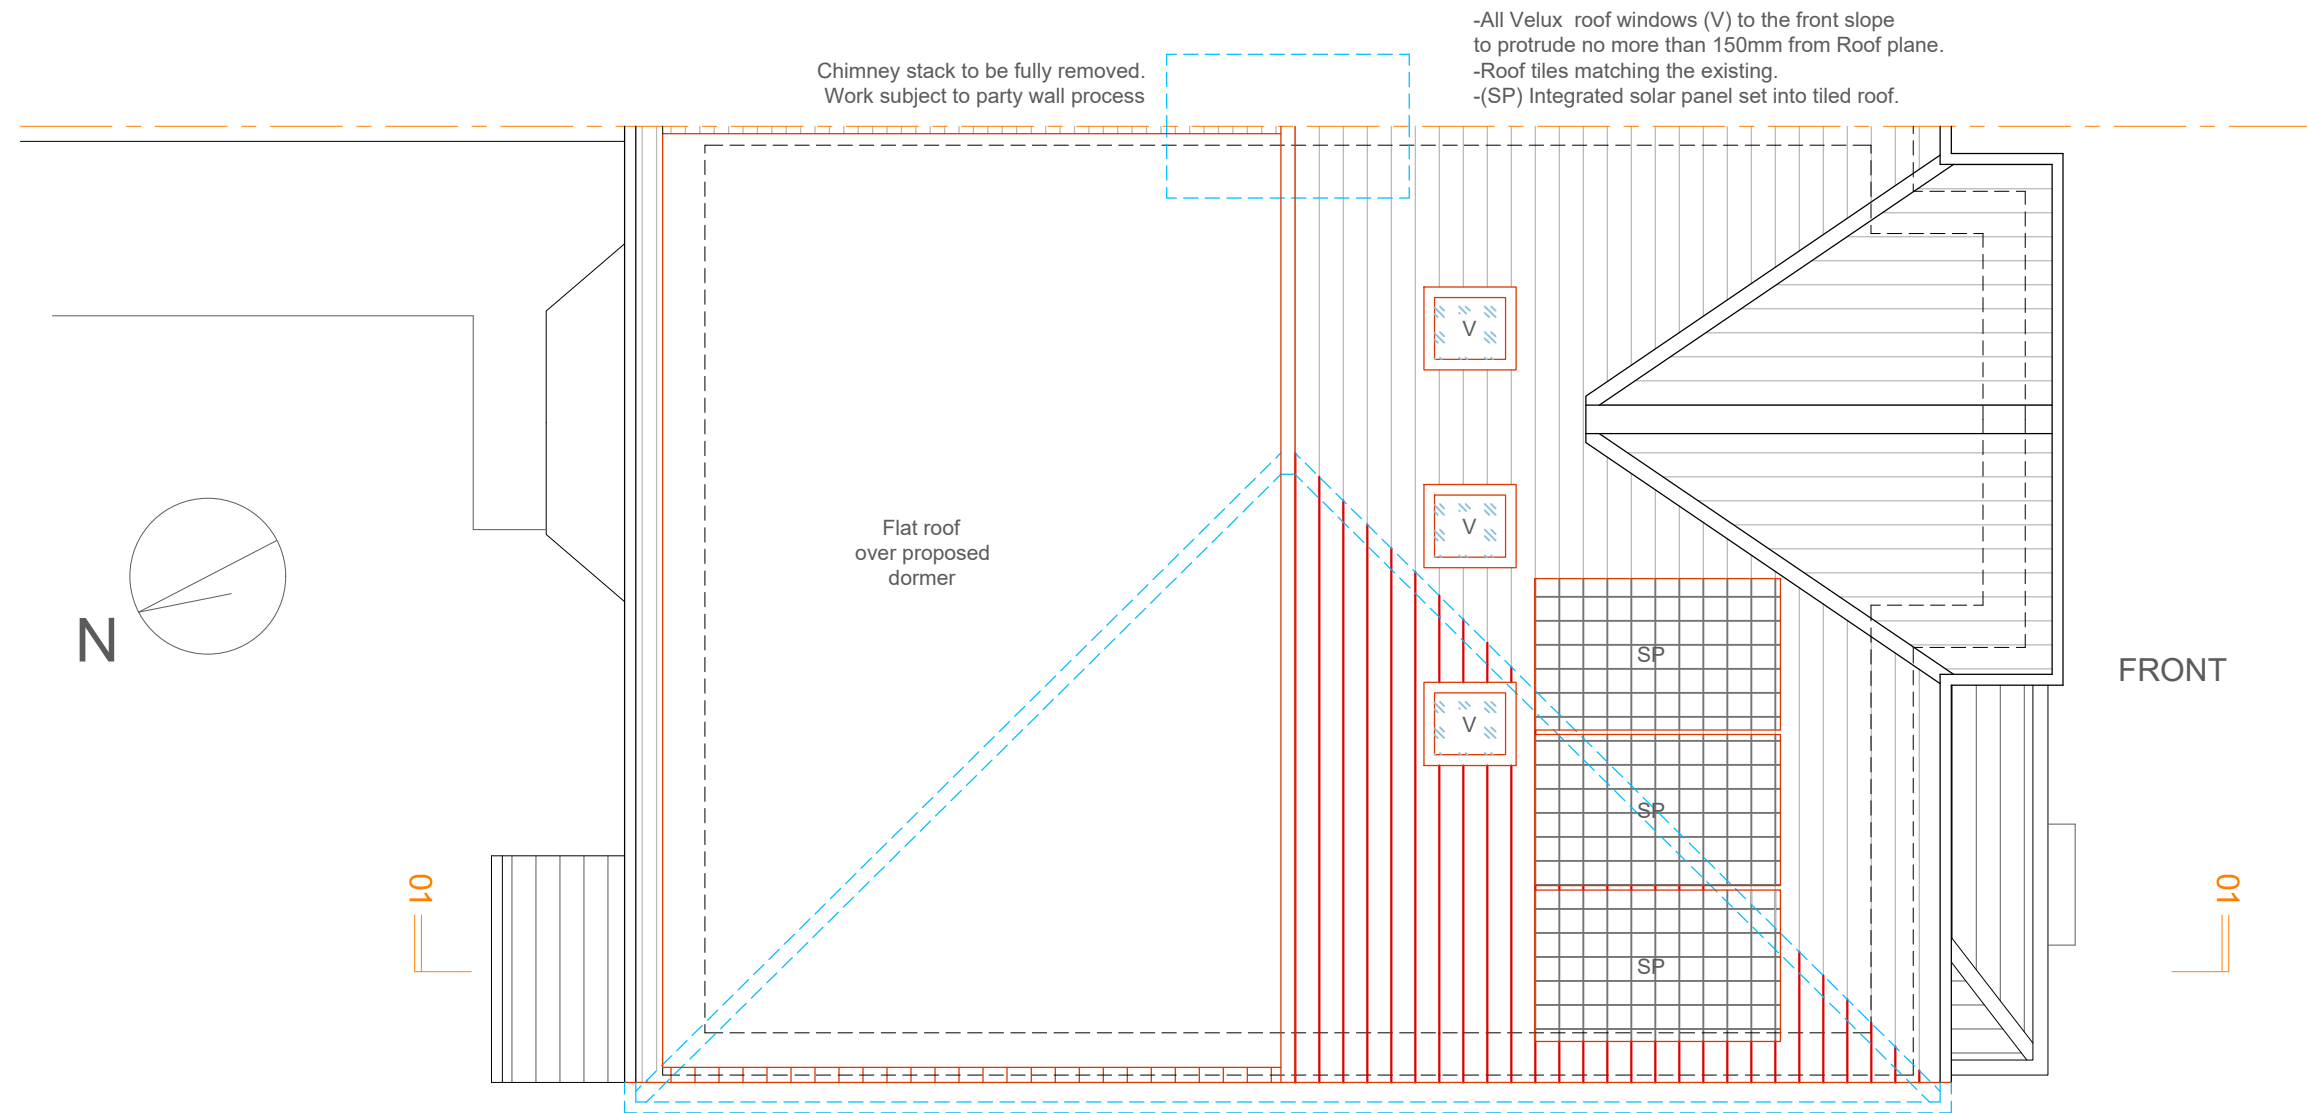 -All Velux roof windows (V) to the front slope
to protrude no more than 150mm from Roof plane.
-Roof tiles matching the existing.
-(SP) Integrated solar panel set into tiled roof.
Chimney stack to be fully removed.
Work subject to party wall process
V
V
V
Flat roof
over proposed
dormer
N
SP
SP
SP
FRONT
01
01